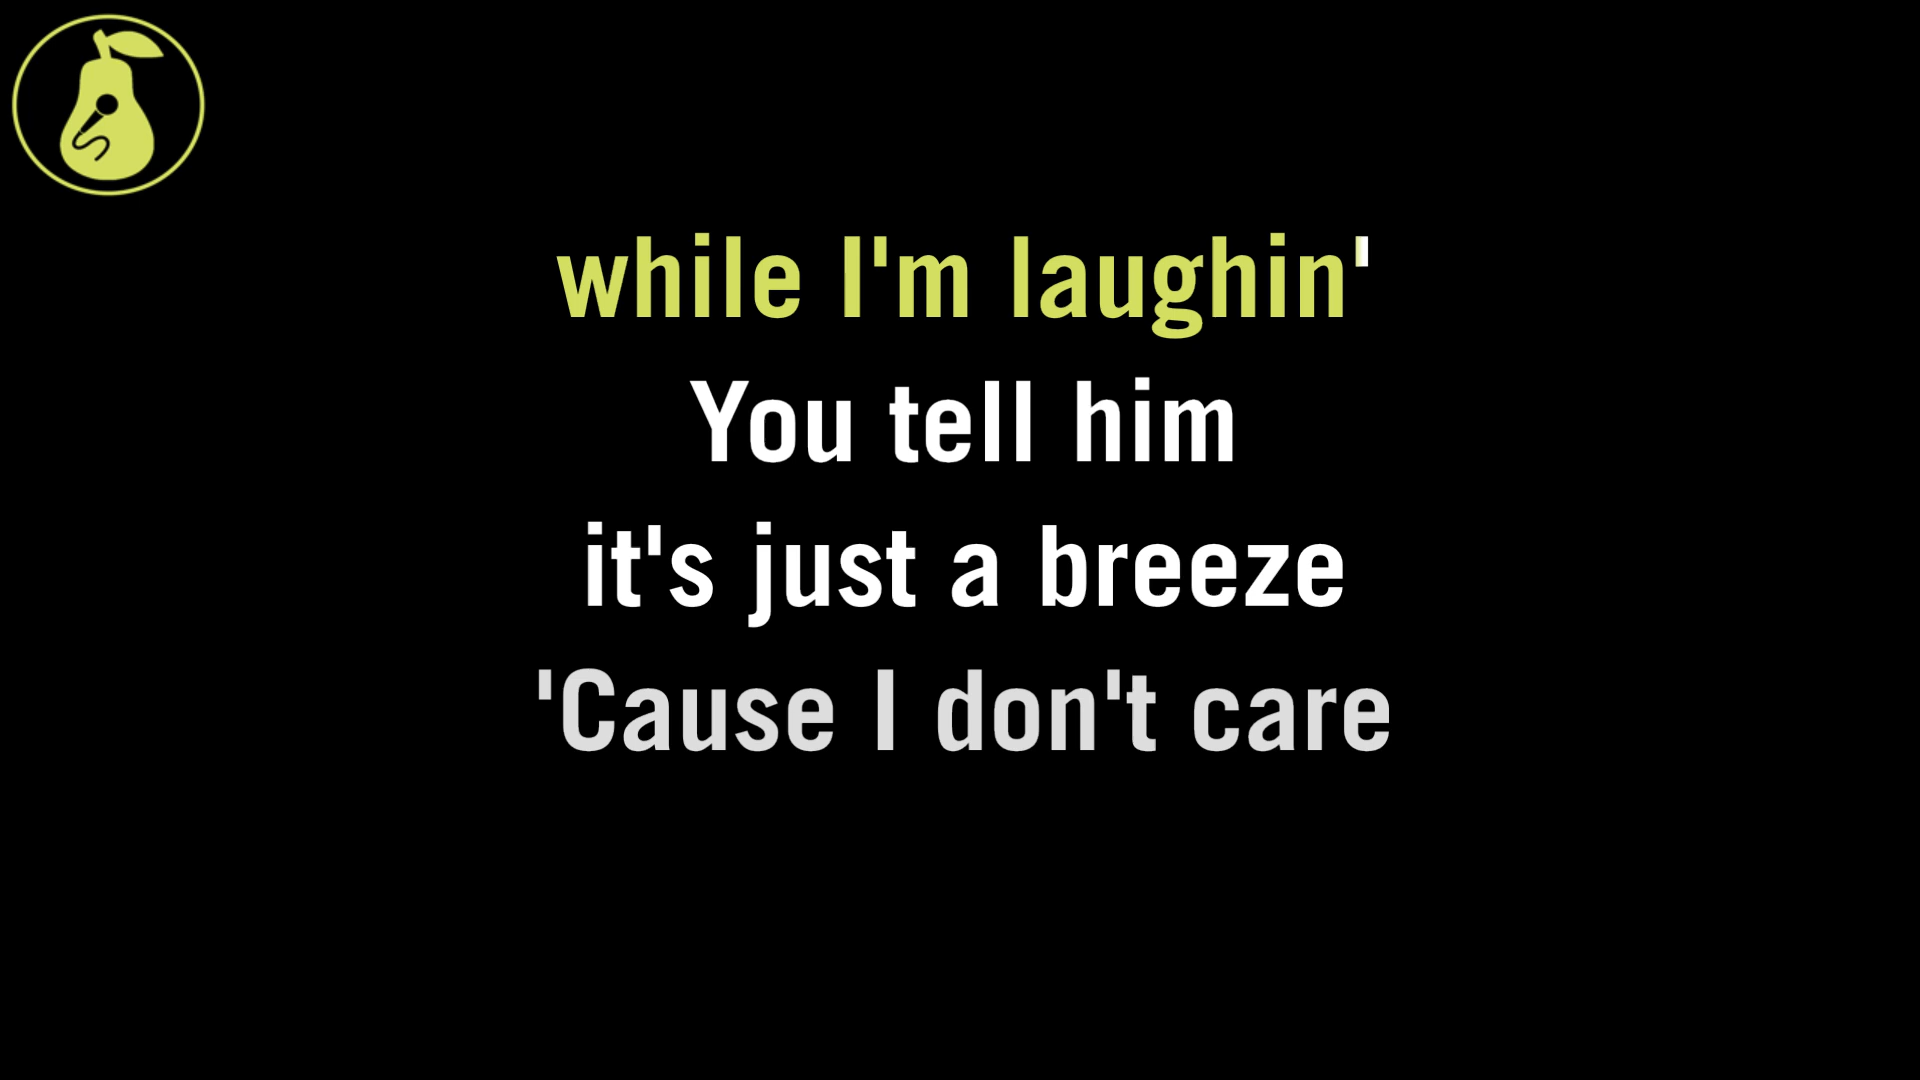 while I'm laughin'
You tell him
it's just a breeze
'Cause I don't care